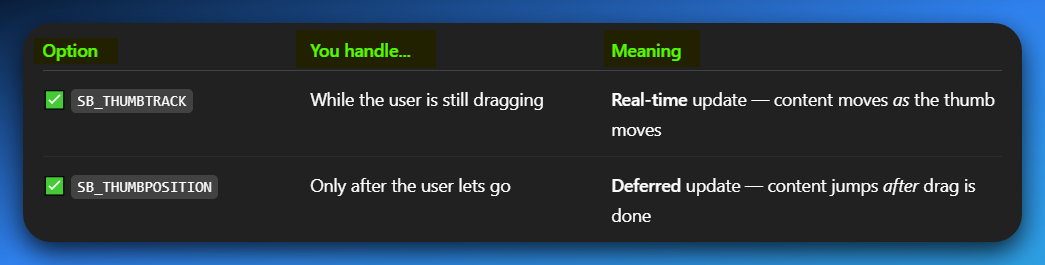 Option You handle... Meaning
✅ SB_THUMBTRACK While the user is still dragging Real-time update — content moves as the thumb
moves
✅ SB_THUMBPOSITION Only after the user lets go Deferred update — content jumps after drag is
done